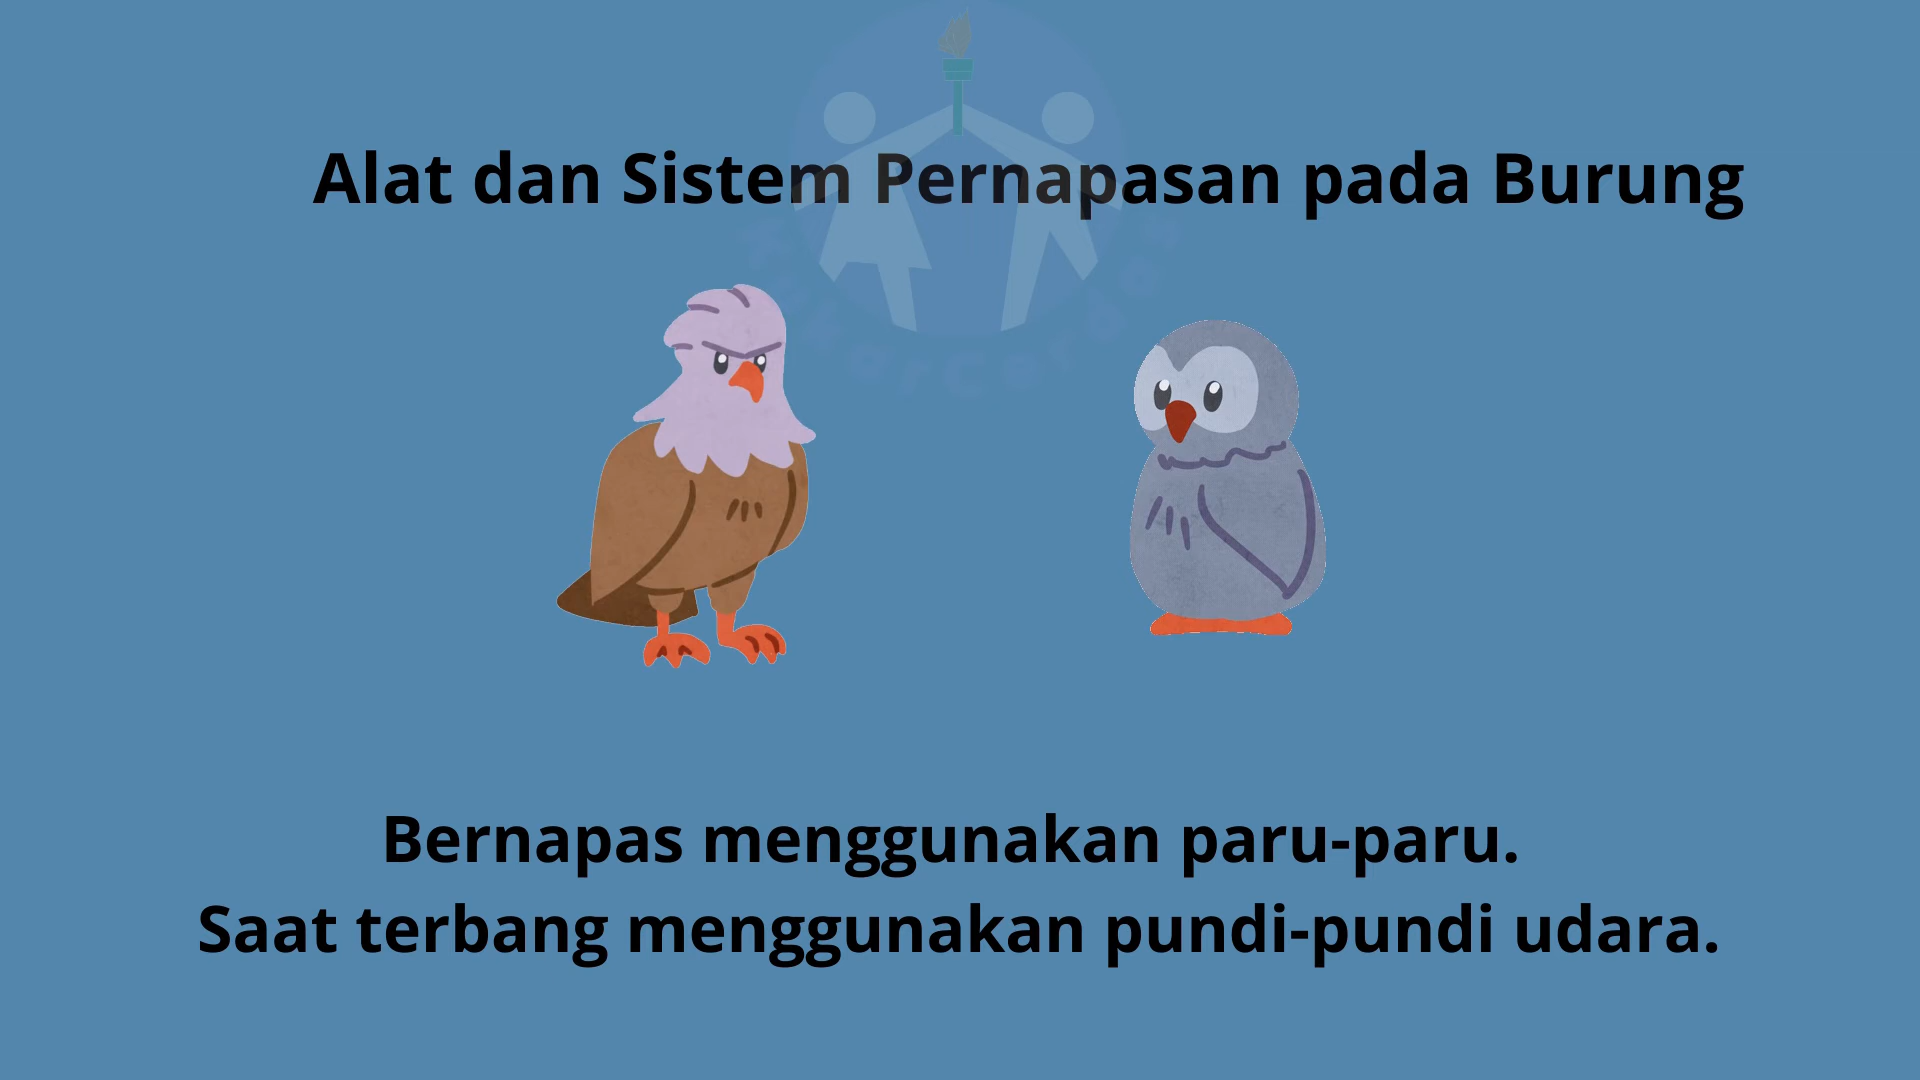 Alat dan Sistem Pernapasan pada Burung
Bernapas menggunakan paru-paru.
Saat terbang menggunakan pundi-pundi udara.